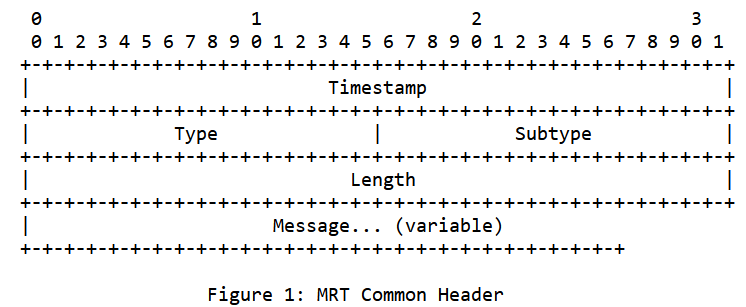 0                   1                   2                   3
 0 1 2 3 4 5 6 7 8 9 0 1 2 3 4 5 6 7 8 9 0 1 2 3 4 5 6 7 8 9 0 1
+-+-+-+-+-+-+-+-+-+-+-+-+-+-+-+-+-+-+-+-+-+-+-+-+-+-+-+-+-+-+-+-+
|                           Timestamp                           |
+-+-+-+-+-+-+-+-+-+-+-+-+-+-+-+-+-+-+-+-+-+-+-+-+-+-+-+-+-+-+-+-+
|             Type              |            Subtype            |
+-+-+-+-+-+-+-+-+-+-+-+-+-+-+-+-+-+-+-+-+-+-+-+-+-+-+-+-+-+-+-+-+
|                             Length                            |
+-+-+-+-+-+-+-+-+-+-+-+-+-+-+-+-+-+-+-+-+-+-+-+-+-+-+-+-+-+-+-+-+
|                      Message... (variable)
+-+-+-+-+-+-+-+-+-+-+-+-+-+-+-+-+-+-+-+-+-+-+-+-+-+-+-+

                 Figure 1: MRT Common Header